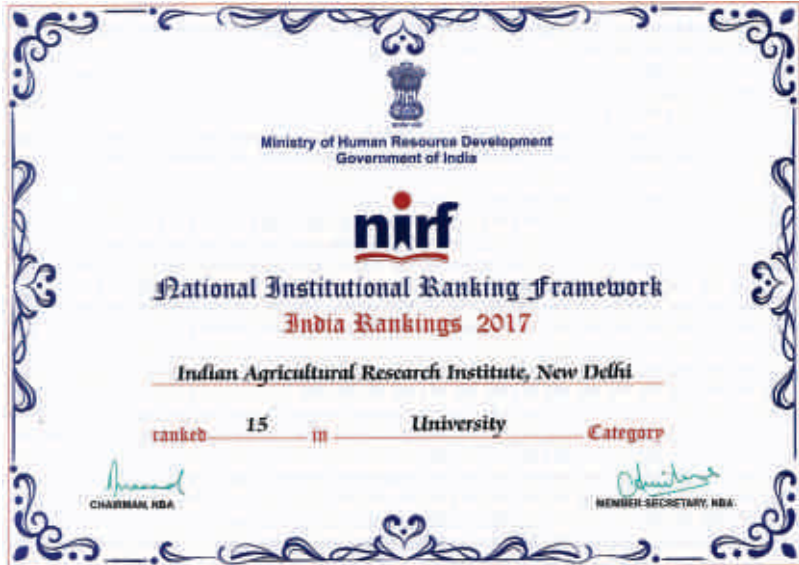 Ministry of Human Resource Development
Government of India
nirf
National Institutional Ranking Framework
India Rankings 2017
Indian Agricultural Research Institute, New Delhi
ranked 15 in University Category
CHAIRMAN, NBA
MEMBER SECRETARY, NBA